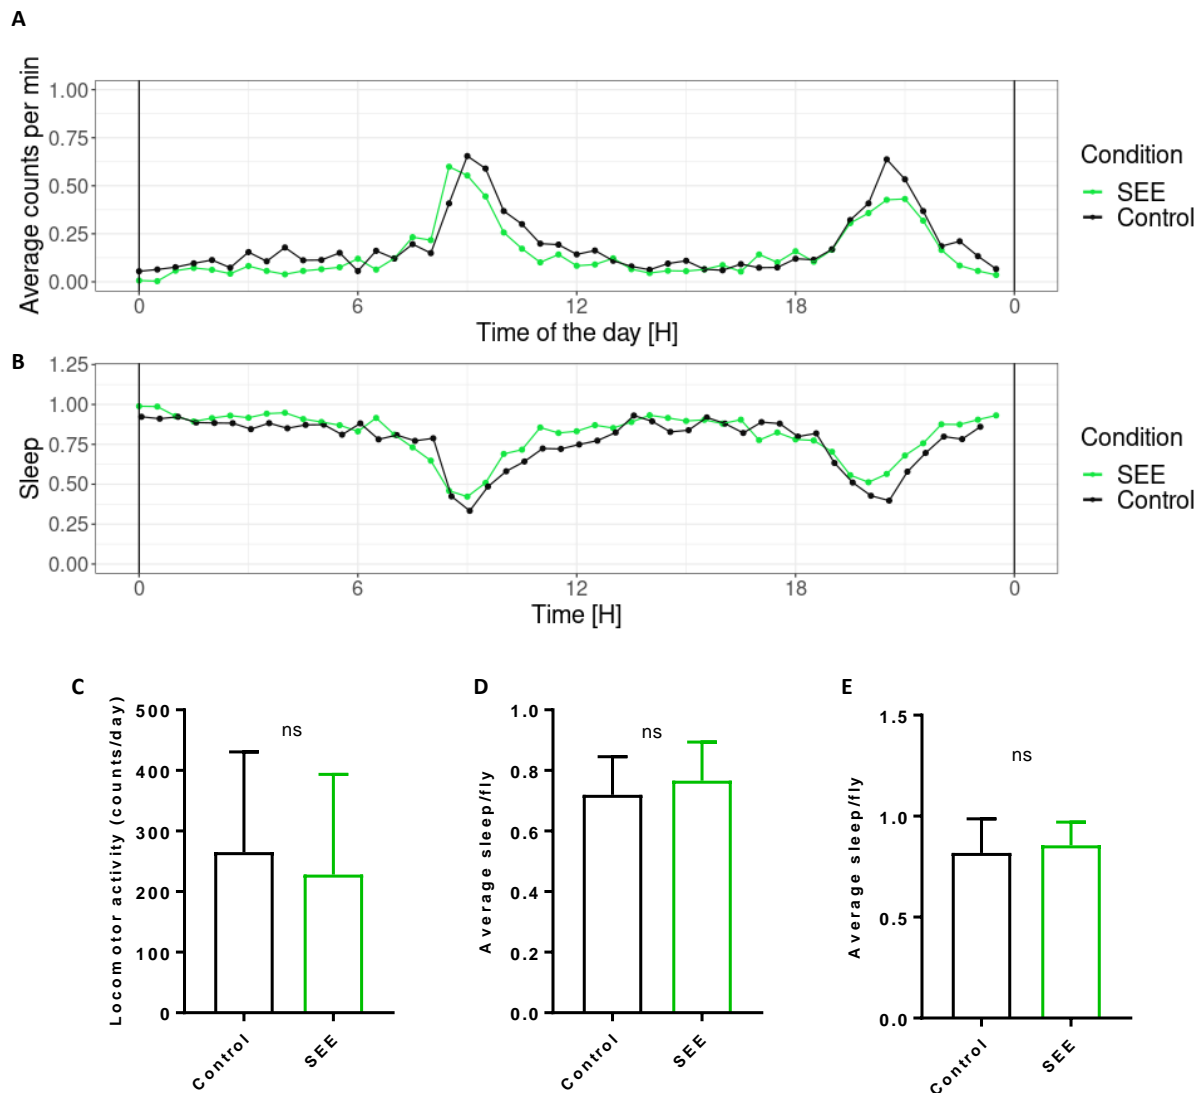 A
Average counts per min
1.00
0.75
0.50
0.25
0.00
0 6 12 18 0
Time of the day [H]
Condition
SEE
Control
B
Sleep
1.25
1.00
0.75
0.50
0.25
0.00
0 6 12 18 0
Time [H]
Condition
SEE
Control
C
Locomotor activity (counts/day)
500
400
300
200
100
0
ns
Control
SEE
D
Average sleep/fly
1.0
0.8
0.6
0.4
0.2
0.0
ns
Control
SEE
E
Average sleep/fly
1.5
1.0
0.5
0.0
ns
Control
SEE